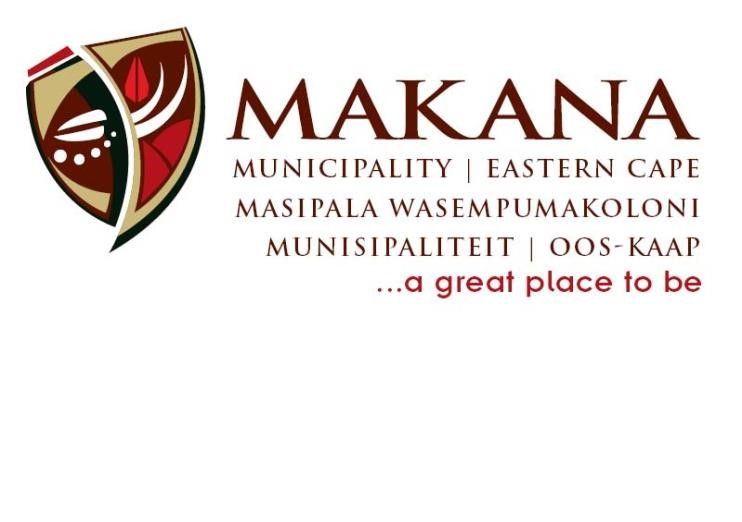 MAKANA
MUNICIPALITY | EASTERN CAPE
MASIPALA WASEMPUMAKOLONI
MUNISIPALITEIT | OOS-KAAP
...a great place to be